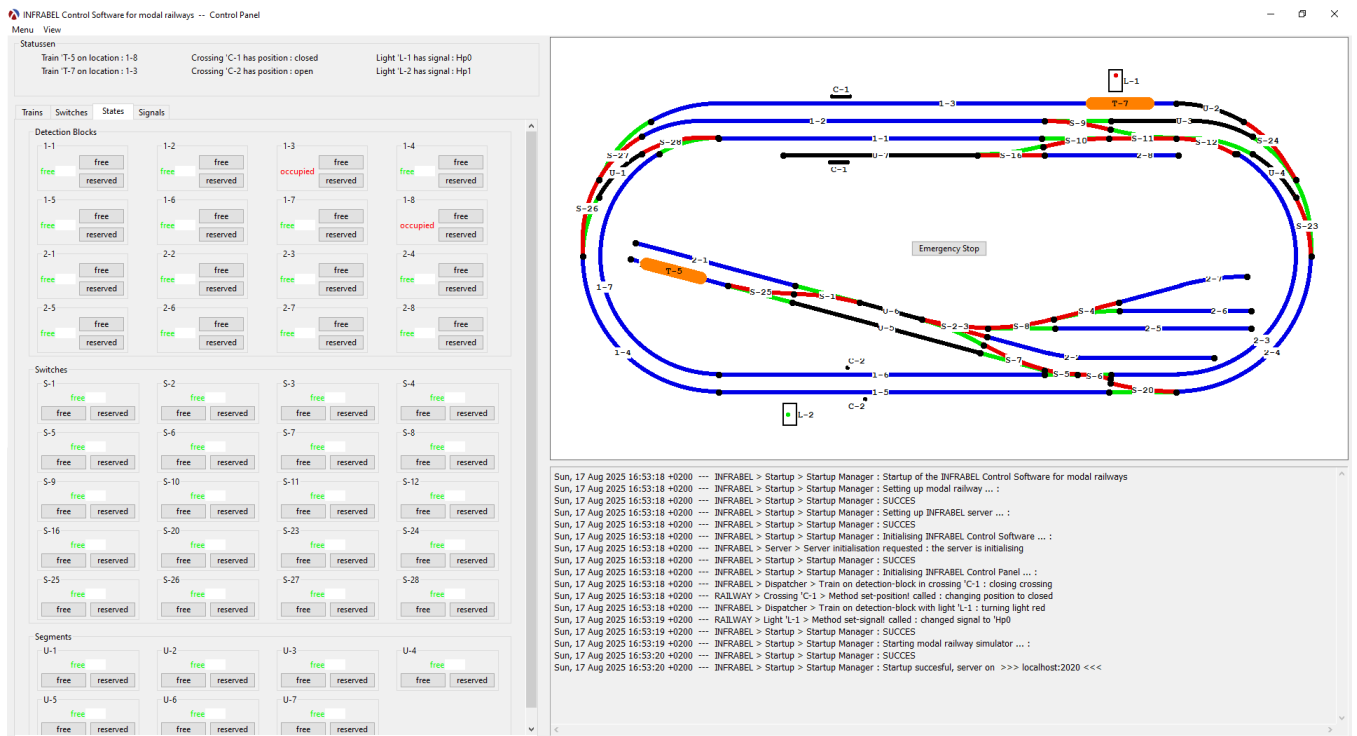 INFRABEL Control Software for modal railways -- Control Panel
Menu View
Statussen
Train 'T-5 on location : 1-8 Crossing 'C-1 has position : closed Light 'L-1 has signal : Hp0
Train 'T-7 on location : 1-3 Crossing 'C-2 has position : open Light 'L-2 has signal : Hp1
Trains Switches States Signals
Detection Blocks
1-1 1-2 1-3 1-4
free free free free
free free occupied free
reserved reserved reserved reserved
1-5 1-6 1-7 1-8
free free free free
free free free occupied
reserved reserved reserved reserved
2-1 2-2 2-3 2-4
free free free free
free free free free
reserved reserved reserved reserved
2-5 2-6 2-7 2-8
free free free free
free free free free
reserved reserved reserved reserved
Switches
S-1 S-2 S-3 S-4
free free free free
free reserved free reserved free reserved free reserved
S-5 S-6 S-7 S-8
free free free free
free reserved free reserved free reserved free reserved
S-9 S-10 S-11 S-12
free free free free
free reserved free reserved free reserved free reserved
S-16 S-20 S-23 S-24
free free free free
free reserved free reserved free reserved free reserved
S-25 S-26 S-27 S-28
free free free free
free reserved free reserved free reserved free reserved
Segments
U-1 U-2 U-3 U-4
free free free free
free reserved free reserved free reserved free reserved
U-5 U-6 U-7
free free free
free reserved free reserved free reserved
L-1
C-1
1-3 T-7 U-2
1-2 S-9 U-3
S-28 1-1 S-10 S-11 S-12 S-24
S-27 U-7 S-16 2-8
U-1 C-1 U-4
S-26
S-23
Emergency Stop
2-1
T-5
1-7 S-25 S-1 2-7
U-6 S-4 2-6
U-5 S-2-3 S-8 2-5
2-3
1-4 2-4
C-2 S-7
1-6 S-5 S-6
1-5 S-20
C-2
L-2
Sun, 17 Aug 2025 16:53:18 +0200 --- INFRABEL > Startup > Startup Manager : Startup of the INFRABEL Control Software for modal railways
Sun, 17 Aug 2025 16:53:18 +0200 --- INFRABEL > Startup > Startup Manager : Setting up modal railway ... :
Sun, 17 Aug 2025 16:53:18 +0200 --- INFRABEL > Startup > Startup Manager : SUCCES
Sun, 17 Aug 2025 16:53:18 +0200 --- INFRABEL > Startup > Startup Manager : Setting up INFRABEL server ... :
Sun, 17 Aug 2025 16:53:18 +0200 --- INFRABEL > Startup > Startup Manager : SUCCES
Sun, 17 Aug 2025 16:53:18 +0200 --- INFRABEL > Startup > Startup Manager : Initialising INFRABEL Control Software ... :
Sun, 17 Aug 2025 16:53:18 +0200 --- INFRABEL > Server > Server initialisation requested : the server is initialising
Sun, 17 Aug 2025 16:53:18 +0200 --- INFRABEL > Startup > Startup Manager : SUCCES
Sun, 17 Aug 2025 16:53:18 +0200 --- INFRABEL > Startup > Startup Manager : Initialising INFRABEL Control Panel ... :
Sun, 17 Aug 2025 16:53:18 +0200 --- INFRABEL > Dispatcher > Train on detection-block in crossing 'C-1 : closing crossing
Sun, 17 Aug 2025 16:53:18 +0200 --- RAILWAY > Crossing 'C-1 > Method set-position! called : changing position to closed
Sun, 17 Aug 2025 16:53:18 +0200 --- INFRABEL > Dispatcher > Train on detection-block with light 'L-1 : turning light red
Sun, 17 Aug 2025 16:53:19 +0200 --- RAILWAY > Light 'L-1 > Method set-signal! called : changed signal to 'Hp0
Sun, 17 Aug 2025 16:53:19 +0200 --- INFRABEL > Startup > Startup Manager : SUCCES
Sun, 17 Aug 2025 16:53:19 +0200 --- INFRABEL > Startup > Startup Manager : Starting modal railway simulator ... :
Sun, 17 Aug 2025 16:53:20 +0200 --- INFRABEL > Startup > Startup Manager : SUCCES
Sun, 17 Aug 2025 16:53:20 +0200 --- INFRABEL > Startup > Startup Manager : Startup succesful, server on >>> localhost:2020 <<<